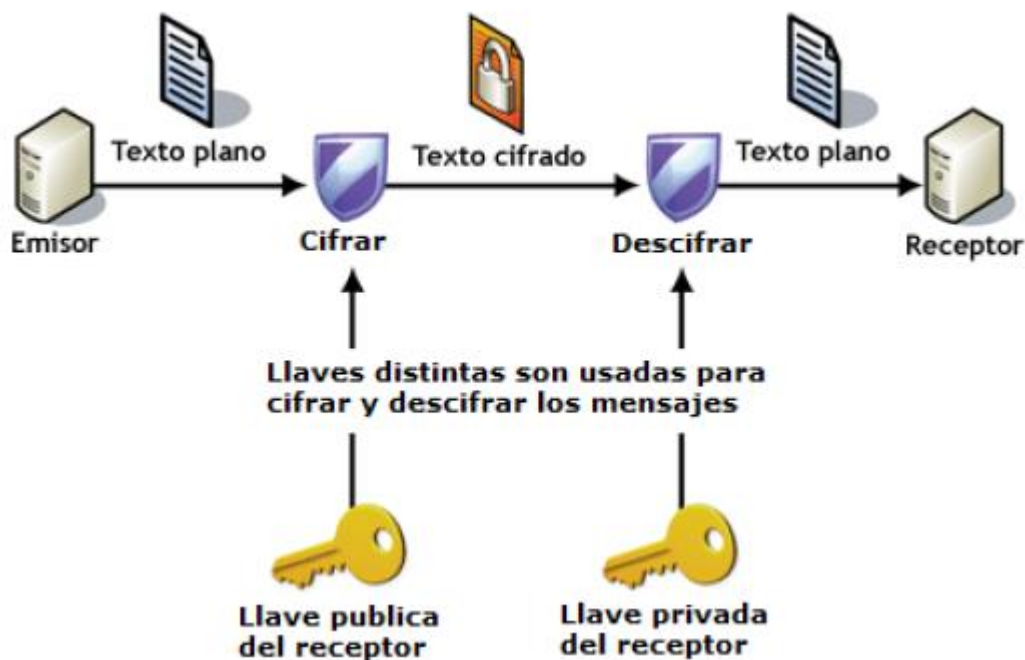 Texto plano
Texto cifrado
Texto plano
Emisor
Cifrar
Descifrar
Receptor
Llaves distintas son usadas para
cifrar y descifrar los mensajes
Llave publica
del receptor
Llave privada
del receptor